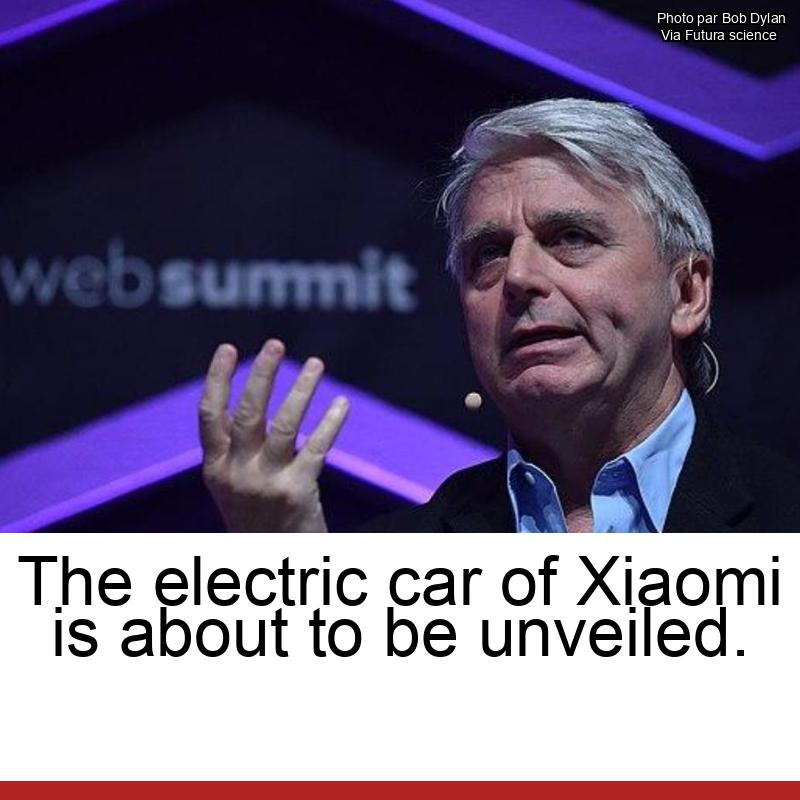 Photo par Bob Dylan
Via Futura science
websummit
The electric car of Xiaomi
is about to be unveiled.